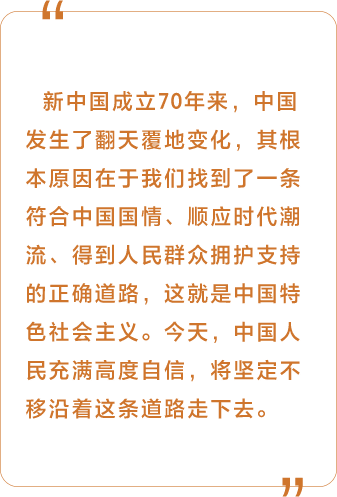 “
新中国成立70年来，中国
发生了翻天覆地变化，其根
本原因在于我们找到了一条
符合中国国情、顺应时代潮
流、得到人民群众拥护支持
的正确道路，这就是中国特
色社会主义。今天，中国人
民充满高度自信，将坚定不
移沿着这条道路走下去。
”